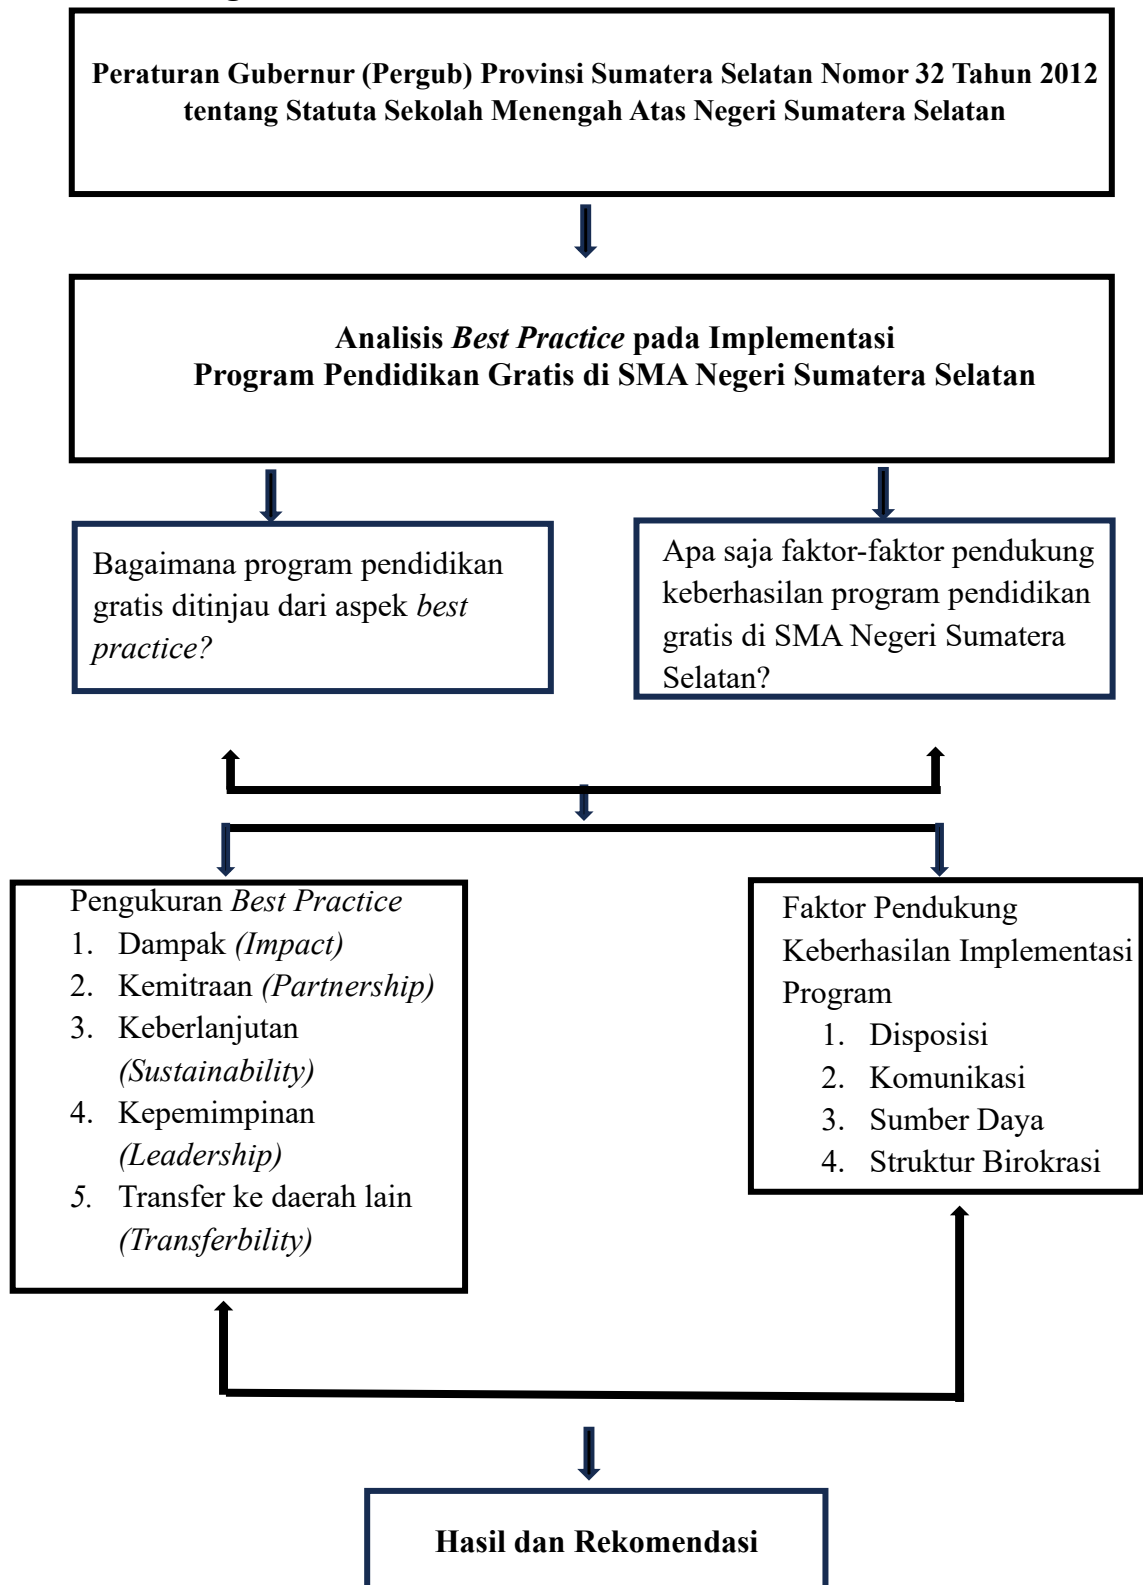 Peraturan Gubernur (Pergub) Provinsi Sumatera Selatan Nomor 32 Tahun 2012
tentang Statuta Sekolah Menengah Atas Negeri Sumatera Selatan
Analisis Best Practice pada Implementasi
Program Pendidikan Gratis di SMA Negeri Sumatera Selatan
Bagaimana program pendidikan
gratis ditinjau dari aspek best
practice?
Apa saja faktor-faktor pendukung
keberhasilan program pendidikan
gratis di SMA Negeri Sumatera
Selatan?
Pengukuran Best Practice
1. Dampak (Impact)
2. Kemitraan (Partnership)
3. Keberlanjutan
(Sustainability)
4. Kepemimpinan
(Leadership)
5. Transfer ke daerah lain
(Transferbility)
Faktor Pendukung
Keberhasilan Implementasi
Program
1. Disposisi
2. Komunikasi
3. Sumber Daya
4. Struktur Birokrasi
Hasil dan Rekomendasi